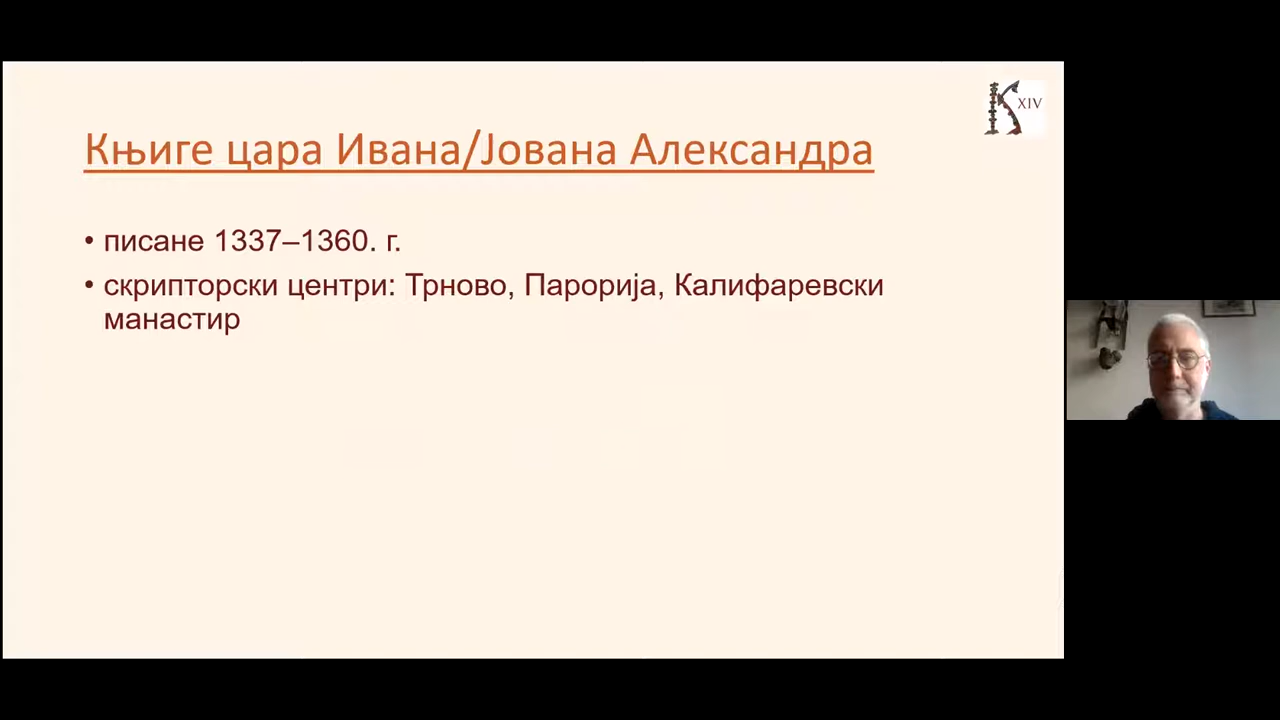 К XIV
Књиге цара Ивана/Јована Александра
• писане 1337–1360. г.
• скрипторски центри: Трново, Парорија, Калифаревски
манастир